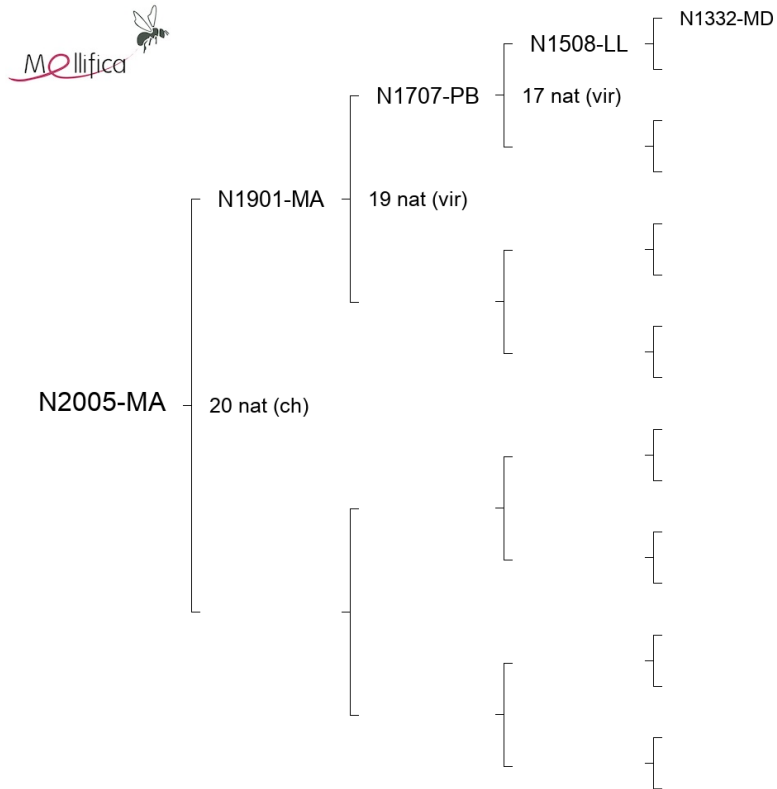 Mellifica
N1332-MD
N1508-LL
N1707-PB
17 nat (vir)
N1901-MA
19 nat (vir)
N2005-MA
20 nat (ch)